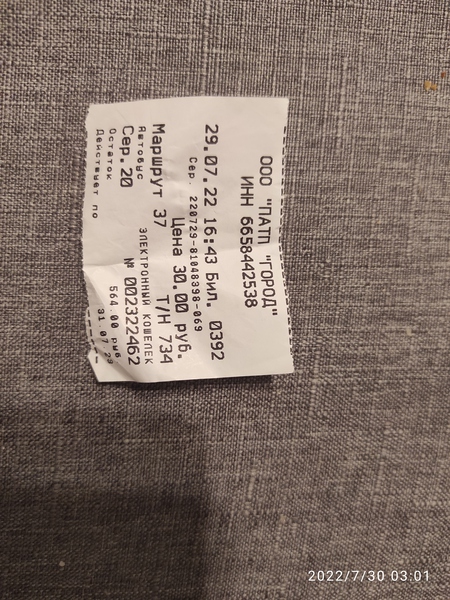 ООО "ПАТП "ГОРОД"
ИНН 6658442538
29.07.22 16:43 Бил. 0392
Сер. 220729-81048398-069
Цена 30.00 руб.
Маршрут 37 Т/Н 734
Автобус ЭЛЕКТРОННЫЙ КОШЕЛЕК
Сер.20 № 002322462
Остаток 564.00 руб.
Действует по 31.07.29
2022/7/30 03:01